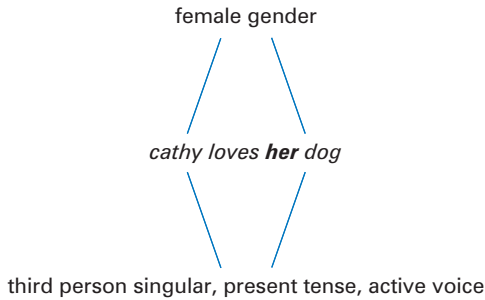 female gender
cathy loves her dog
third person singular, present tense, active voice